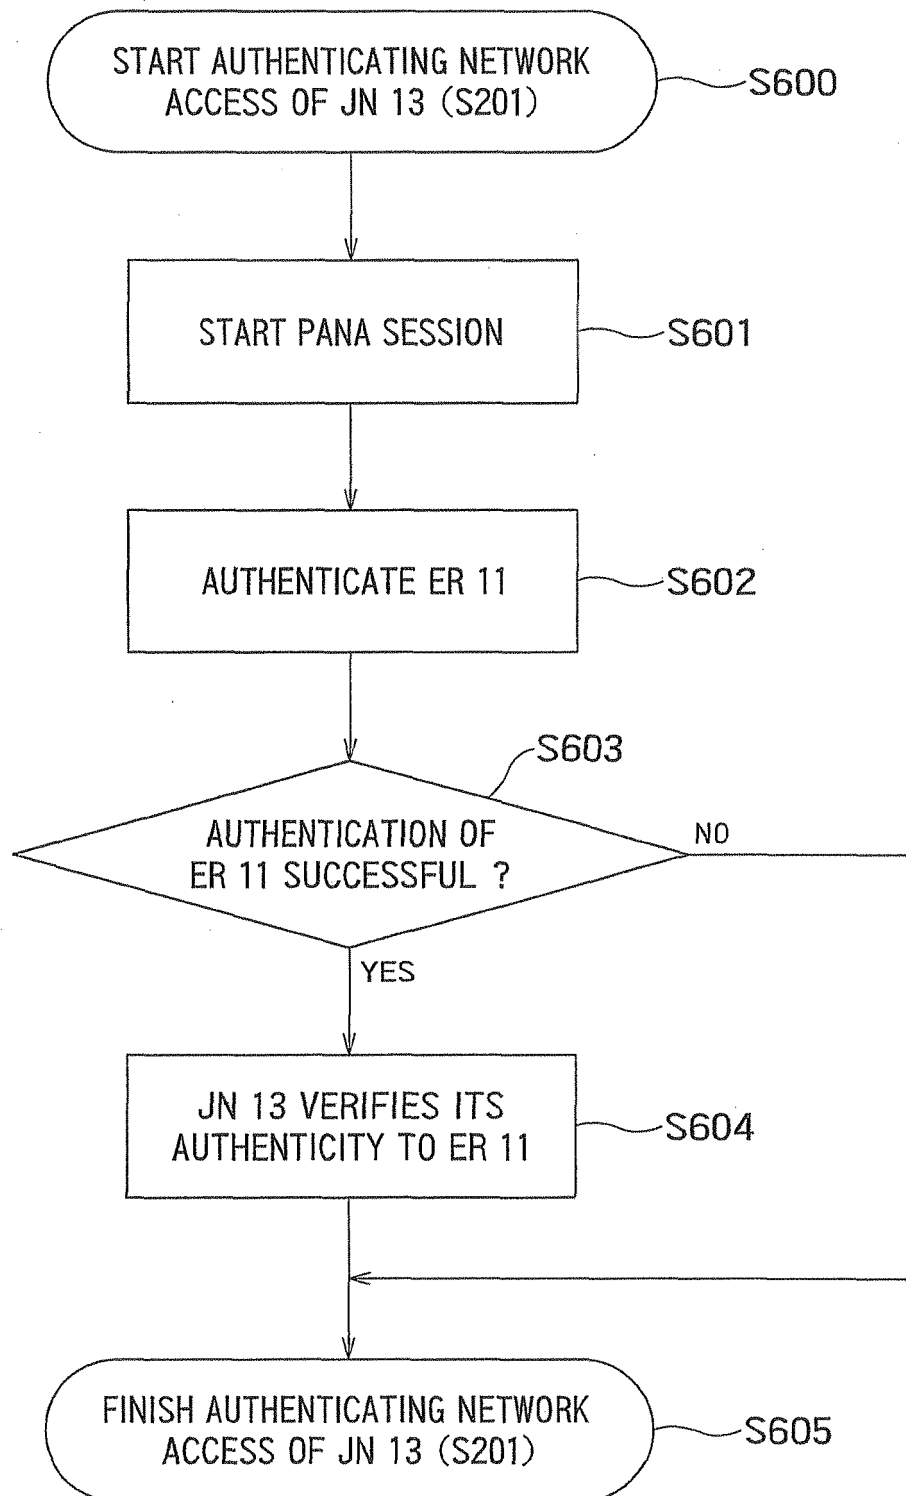 START AUTHENTICATING NETWORK
ACCESS OF JN 13 (S201)
S600
START PANA SESSION
S601
AUTHENTICATE ER 11
S602
S603
AUTHENTICATION OF
ER 11 SUCCESSFUL ?
NO
YES
JN 13 VERIFIES ITS
AUTHENTICITY TO ER 11
S604
FINISH AUTHENTICATING NETWORK
ACCESS OF JN 13 (S201)
S605